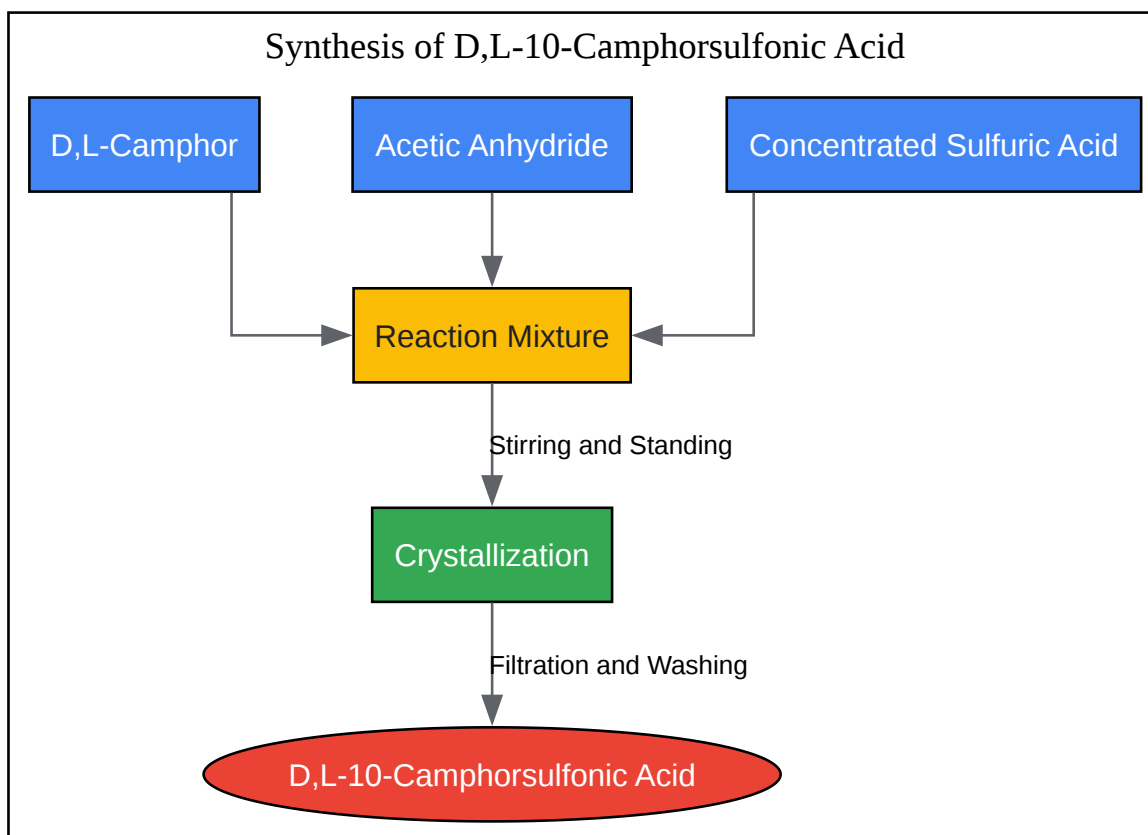 Synthesis of D,L-10-Camphorsulfonic Acid
D,L-Camphor
Acetic Anhydride
Concentrated Sulfuric Acid
Reaction Mixture
Stirring and Standing
Crystallization
Filtration and Washing
D,L-10-Camphorsulfonic Acid